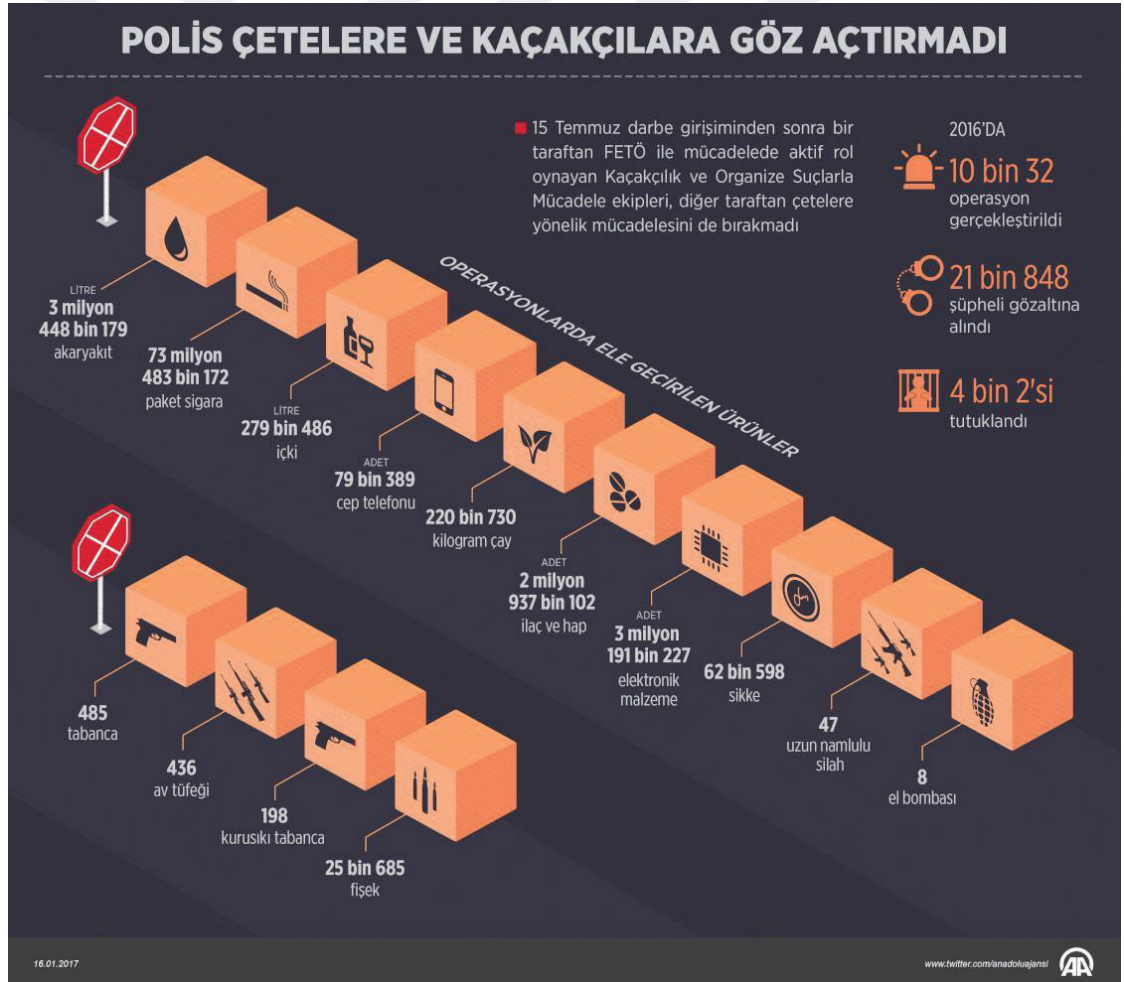 POLİS ÇETELERE VE KAÇAKÇILARA GÖZ AÇTIRMADI
15 Temmuz darbe girişiminden sonra bir
taraftan FETÖ ile mücadelede aktif rol
oynayan Kaçakçılık ve Organize Suçlarla
Mücadele ekipleri, diğer taraftan çetelere
yönelik mücadelesini de bırakmadı
2016'DA
10 bin 32
operasyon
gerçekleştirildi
21 bin 848
şüpheli gözaltına
alındı
4 bin 2'si
tutuklandı
OPERASYONLARDA ELE GEÇİRİLEN ÜRÜNLER
LİTRE
3 milyon
448 bin 179
akaryakıt
73 milyon
483 bin 172
paket sigara
LİTRE
279 bin 486
içki
ADET
79 bin 389
cep telefonu
220 bin 730
kilogram çay
ADET
2 milyon
937 bin 102
ilaç ve hap
ADET
3 milyon
191 bin 227
elektronik
malzeme
62 bin 598
sikke
47
uzun namlulu
silah
8
el bombası
485
tabanca
436
av tüfeği
198
kurusıkı tabanca
25 bin 685
fişek
16.01.2017
www.twitter.com/anadoluajansi
AA